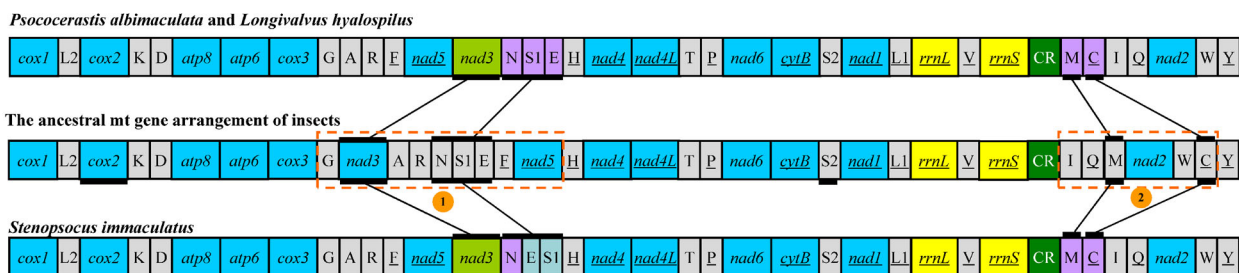 Psococerastis albimaculata and Longivalvus hyalospilus
cox1 L2 cox2 K D atp8 atp6 cox3 G A R F nad5 nad3 N S1 E H nad4 nad4L T P nad6 cytB S2 nad1 L1 rrnL V rrnS CR M C I Q nad2 W Y
The ancestral mt gene arrangement of insects
cox1 L2 cox2 K D atp8 atp6 cox3 G nad3 A R N S1 E F nad5 H nad4 nad4L T P nad6 cytB S2 nad1 L1 rrnL V rrnS CR I Q M nad2 W C Y
1 2
Stenopsocus immaculatus
cox1 L2 cox2 K D atp8 atp6 cox3 G A R F nad5 nad3 N E S1 H nad4 nad4L T P nad6 cytB S2 nad1 L1 rrnL V rrnS CR M C I Q nad2 W Y